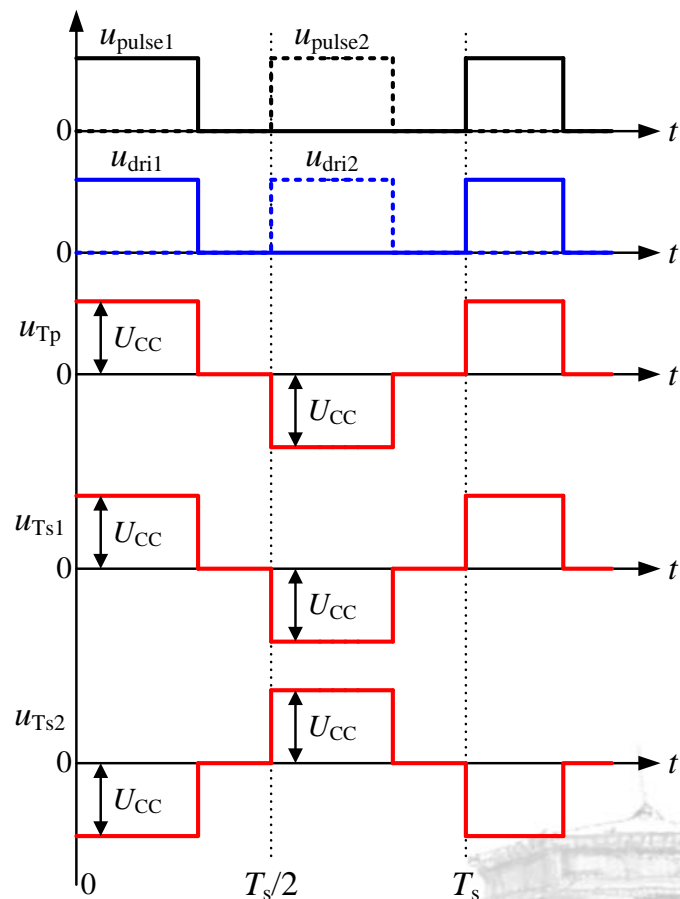 u_pulse1 u_pulse2
0 t
u_dri1 u_dri2
0 t
u_Tp U_CC
0 t
U_CC
u_Ts1 U_CC
0 t
U_CC
u_Ts2 U_CC
0 t
U_CC
0 T_s/2 T_s